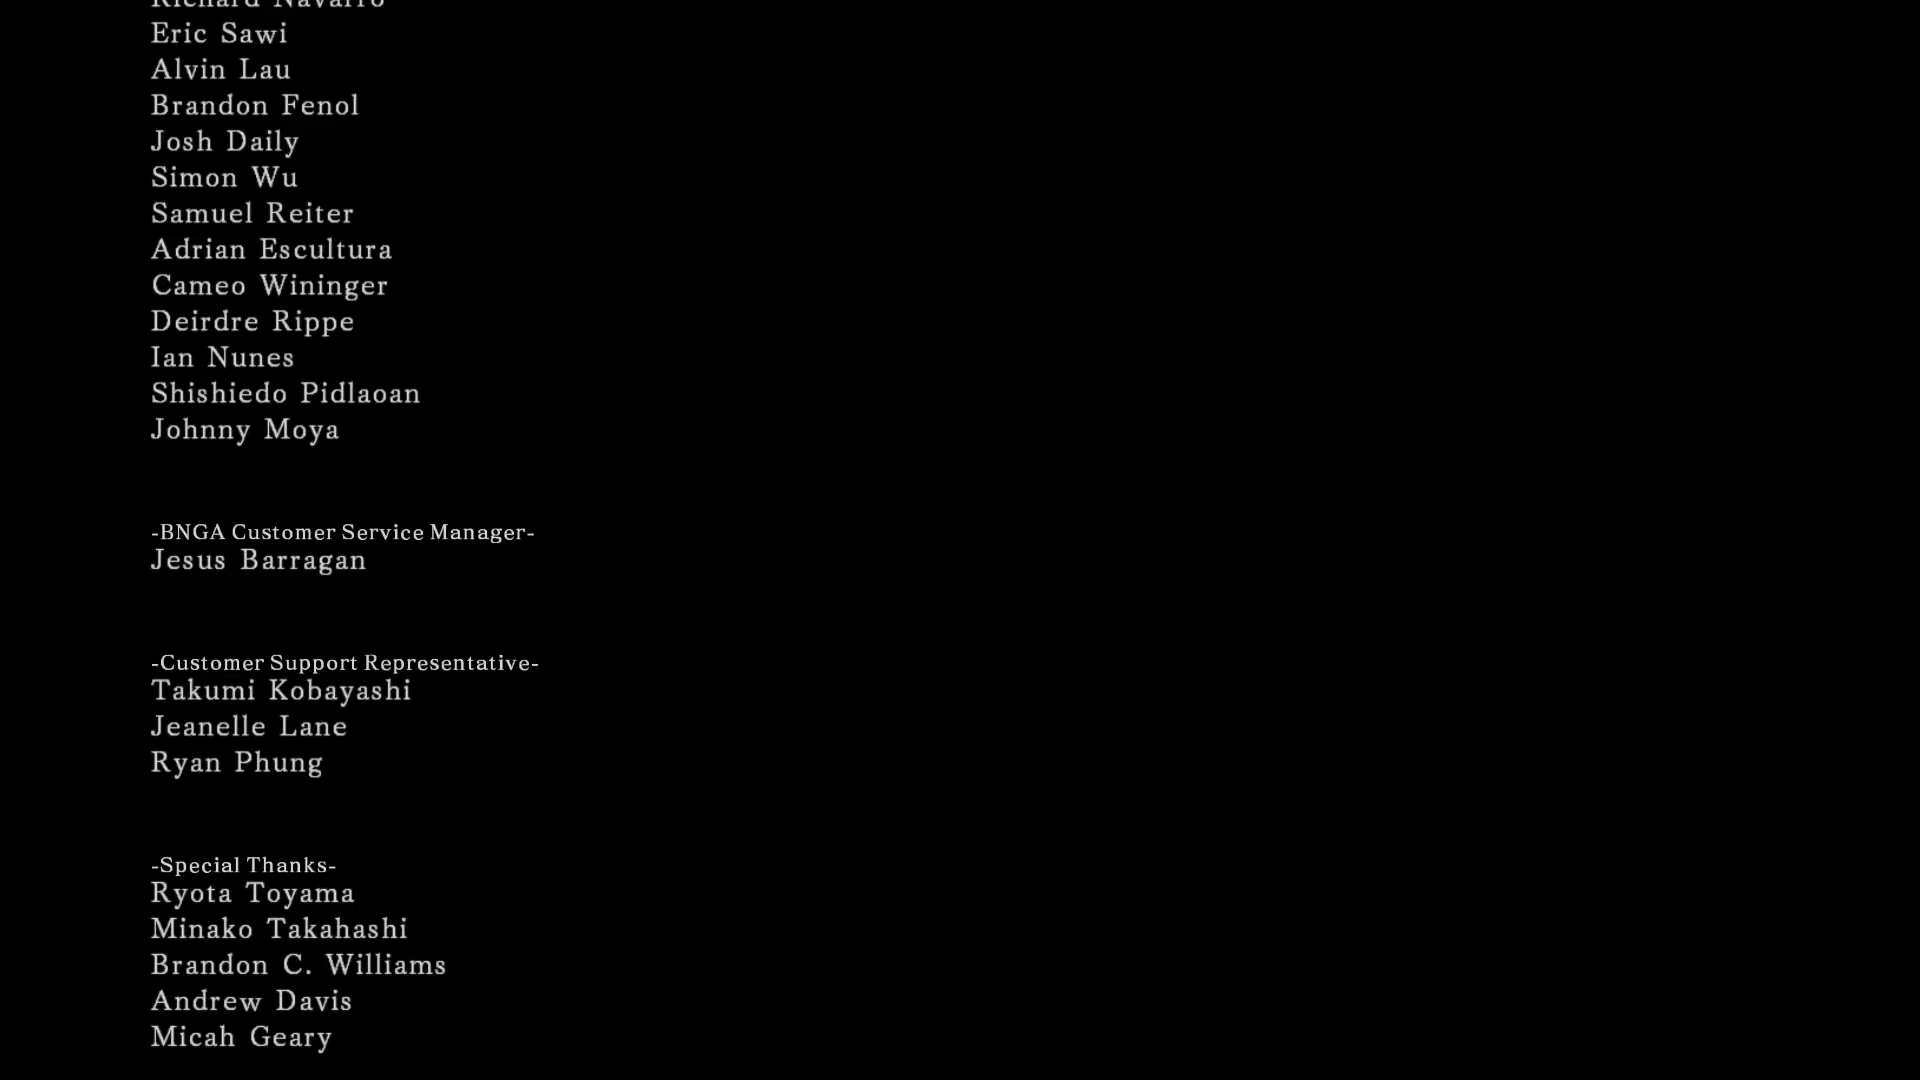 Richard Navarro
Eric Sawi
Alvin Lau
Brandon Fenol
Josh Daily
Simon Wu
Samuel Reiter
Adrian Escultura
Cameo Wininger
Deirdre Rippe
Ian Nunes
Shishiedo Pidlaoan
Johnny Moya
-BNGA Customer Service Manager-
Jesus Barragan
-Customer Support Representative-
Takumi Kobayashi
Jeanelle Lane
Ryan Phung
-Special Thanks-
Ryota Toyama
Minako Takahashi
Brandon C. Williams
Andrew Davis
Micah Geary